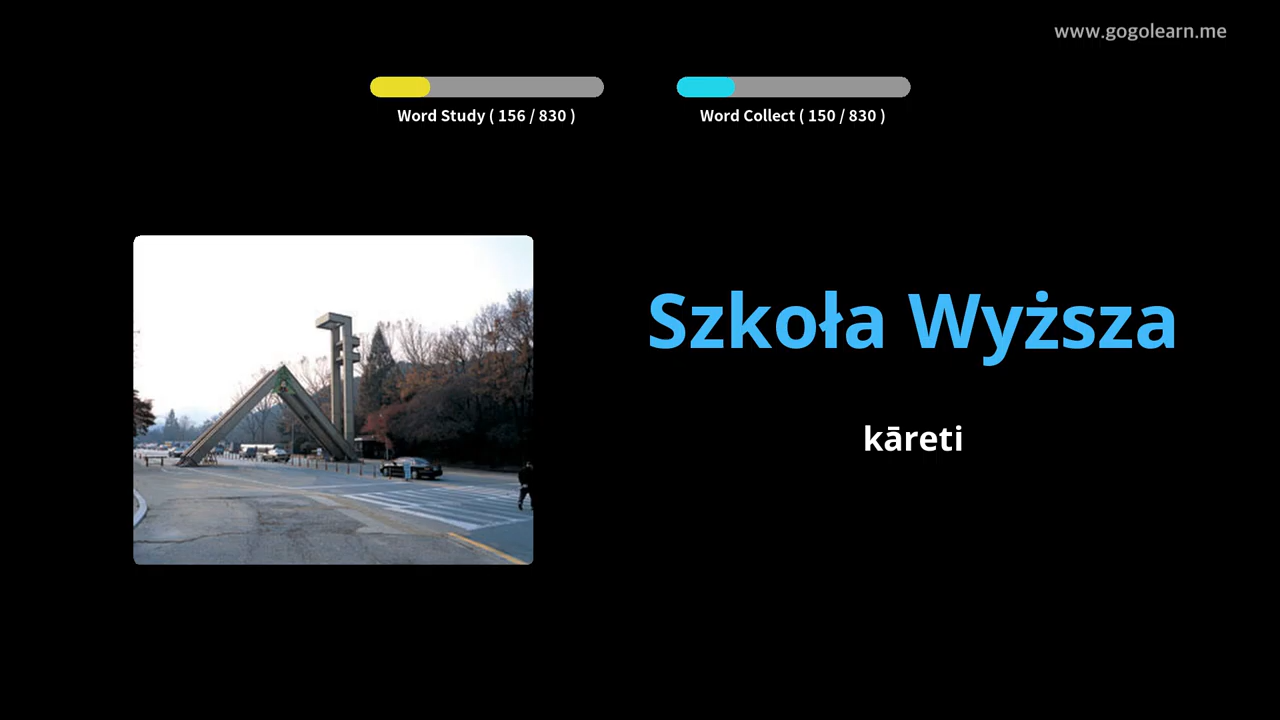 www.gogolearn.me
Word Study ( 156 / 830 )
Word Collect ( 150 / 830 )
Szkoła Wyższa
kāreti